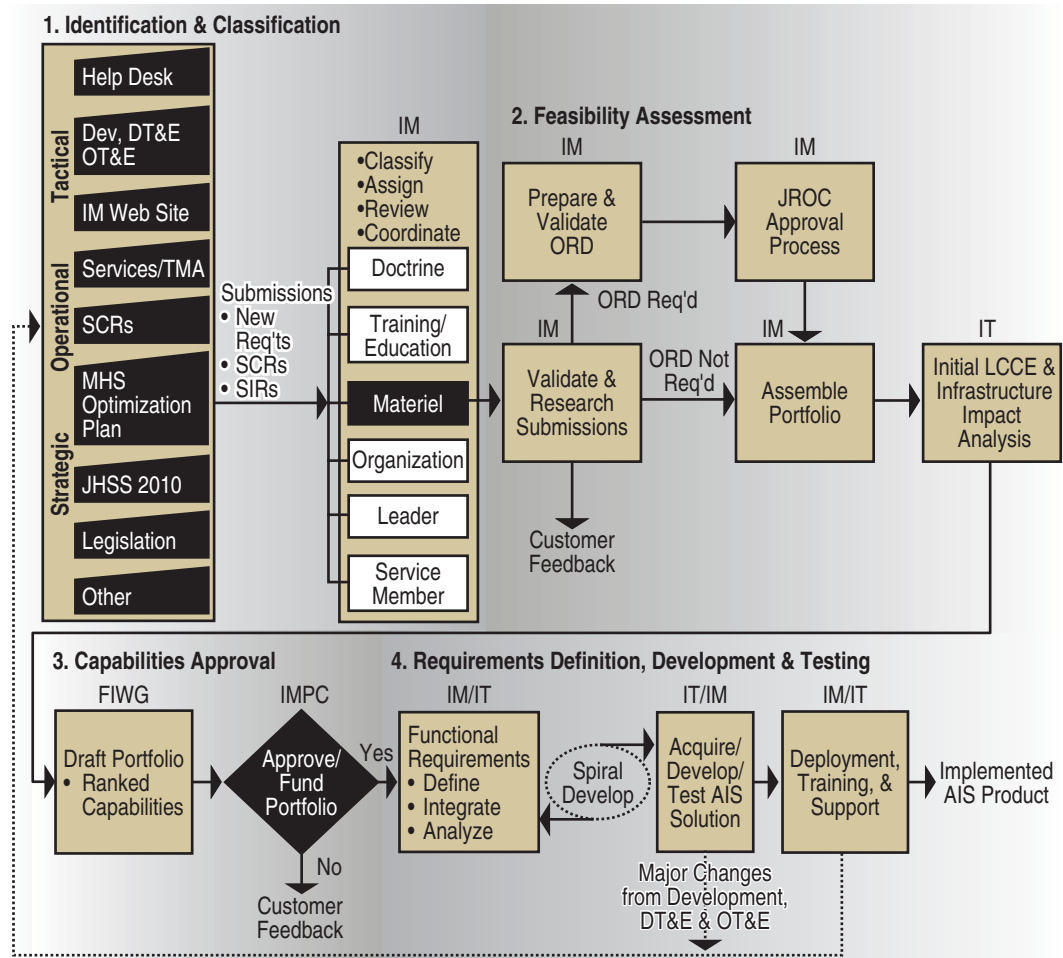 1. Identification & Classification
Tactical
Operational
Strategic
Help Desk
Dev, DT&E
OT&E
IM Web Site
Services/TMA
SCRs
MHS
Optimization
Plan
JHSS 2010
Legislation
Other
Submissions
• New
Req'ts
• SCRs
• SIRs
IM
•Classify
•Assign
•Review
•Coordinate
Doctrine
Training/
Education
Materiel
Organization
Leader
Service
Member
2. Feasibility Assessment
IM
Prepare &
Validate
ORD
IM
JROC
Approval
Process
ORD Req'd
IM
Validate &
Research
Submissions
ORD Not
Req'd
IM
Assemble
Portfolio
IT
Initial LCCE &
Infrastructure
Impact
Analysis
Customer
Feedback
3. Capabilities Approval
FIWG
Draft Portfolio
• Ranked
Capabilities
IMPC
Approve/
Fund
Portfolio
Yes
No
Customer
Feedback
4. Requirements Definition, Development & Testing
IM/IT
Functional
Requirements
• Define
• Integrate
• Analyze
Spiral
Develop
IT/IM
Acquire/
Develop/
Test AIS
Solution
IM/IT
Deployment,
Training, &
Support
Implemented
AIS Product
Major Changes
from Development,
DT&E & OT&E